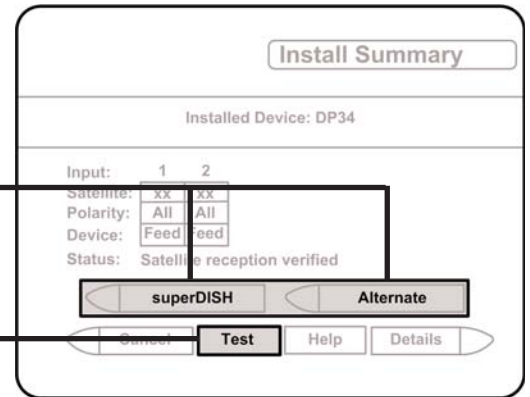 Install Summary
Installed Device: DP34
Input: 1 2
Satellite: xx xx
Polarity: All All
Device: Feed Feed
Status: Satellite reception verified
superDISH Alternate
Cancel Test Help Details